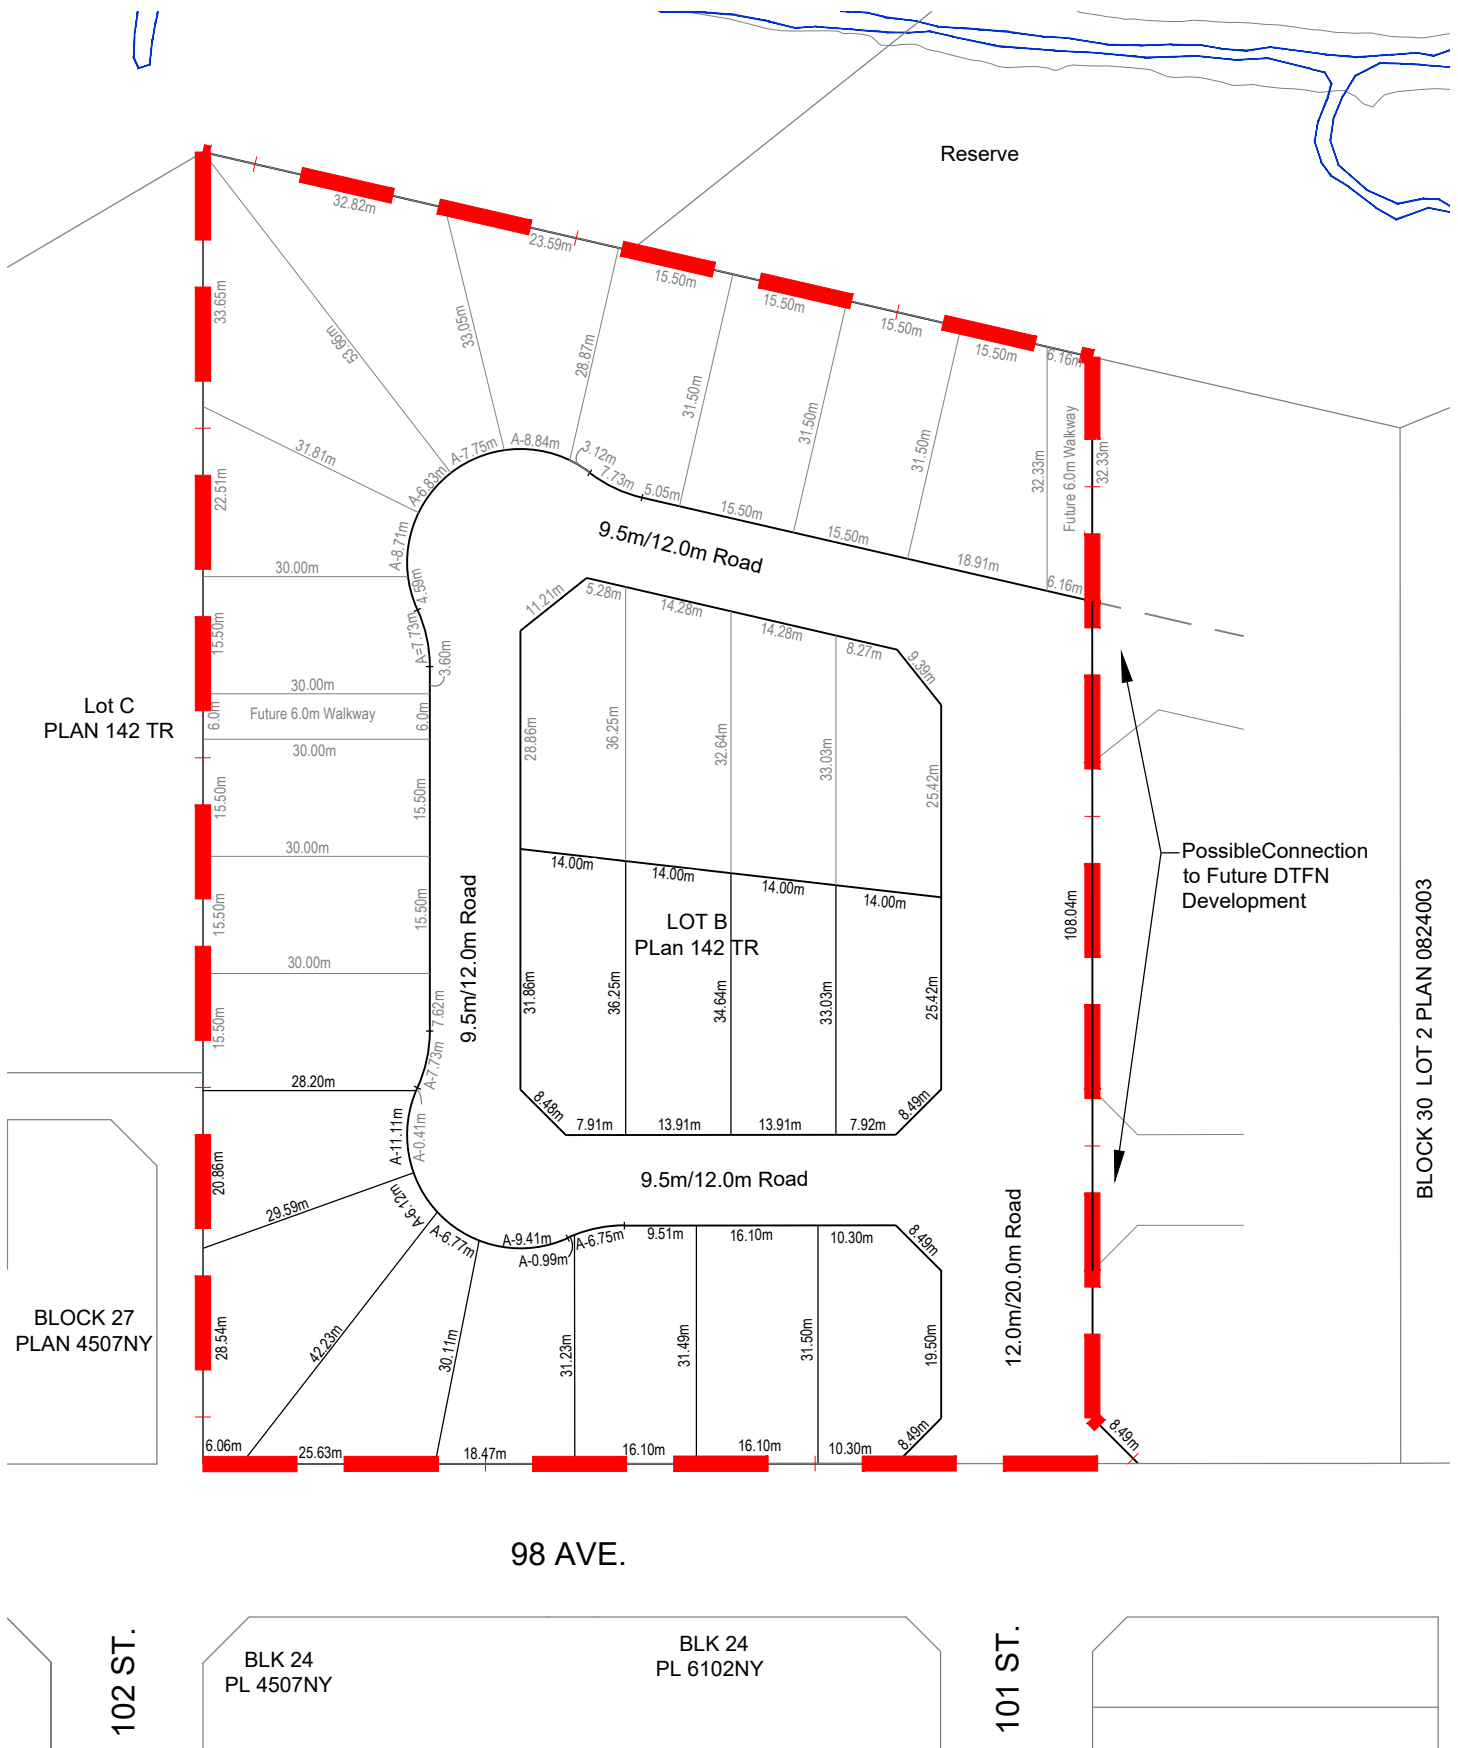 Reserve
32.82m
23.59m
15.50m
15.50m
15.50m
15.50m
6.16m
33.65m
53.66m
33.05m
28.87m
31.50m
31.50m
31.50m
32.33m
Future 6.0m Walkway
32.33m
31.81m
A-6.83m
A-7.75m
A-8.84m
3.12m
7.73m
5.05m
15.50m
15.50m
18.91m
6.16m
9.5m/12.0m Road
22.51m
A-8.71m
30.00m
4.59m
A=7.73m
3.60m
15.50m
30.00m
Lot C
PLAN 142 TR
6.0m
Future 6.0m Walkway
6.0m
30.00m
11.21m
5.28m
14.28m
14.28m
8.27m
9.39m
28.86m
36.25m
32.64m
33.03m
25.42m
15.50m
15.50m
30.00m
14.00m
14.00m
14.00m
14.00m
PossibleConnection
to Future DTFN
Development
15.50m
15.50m
9.5m/12.0m Road
LOT B
PLan 142 TR
108.04m
BLOCK 30 LOT 2 PLAN 0824003
30.00m
31.86m
36.25m
34.64m
33.03m
25.42m
15.50m
7.62m
A-7.73m
28.20m
8.48m
7.91m
13.91m
13.91m
7.92m
8.49m
A-11.11m
A-0.41m
20.86m
29.59m
A-6.12m
A-6.77m
A-9.41m
A-0.99m
A-6.75m
9.5m/12.0m Road
9.51m
16.10m
10.30m
8.49m
12.0m/20.0m Road
BLOCK 27
PLAN 4507NY
28.54m
42.23m
30.11m
31.23m
31.49m
31.50m
19.50m
6.06m
25.63m
18.47m
16.10m
16.10m
10.30m
8.49m
8.49m
98 AVE.
102 ST.
BLK 24
PL 4507NY
BLK 24
PL 6102NY
101 ST.